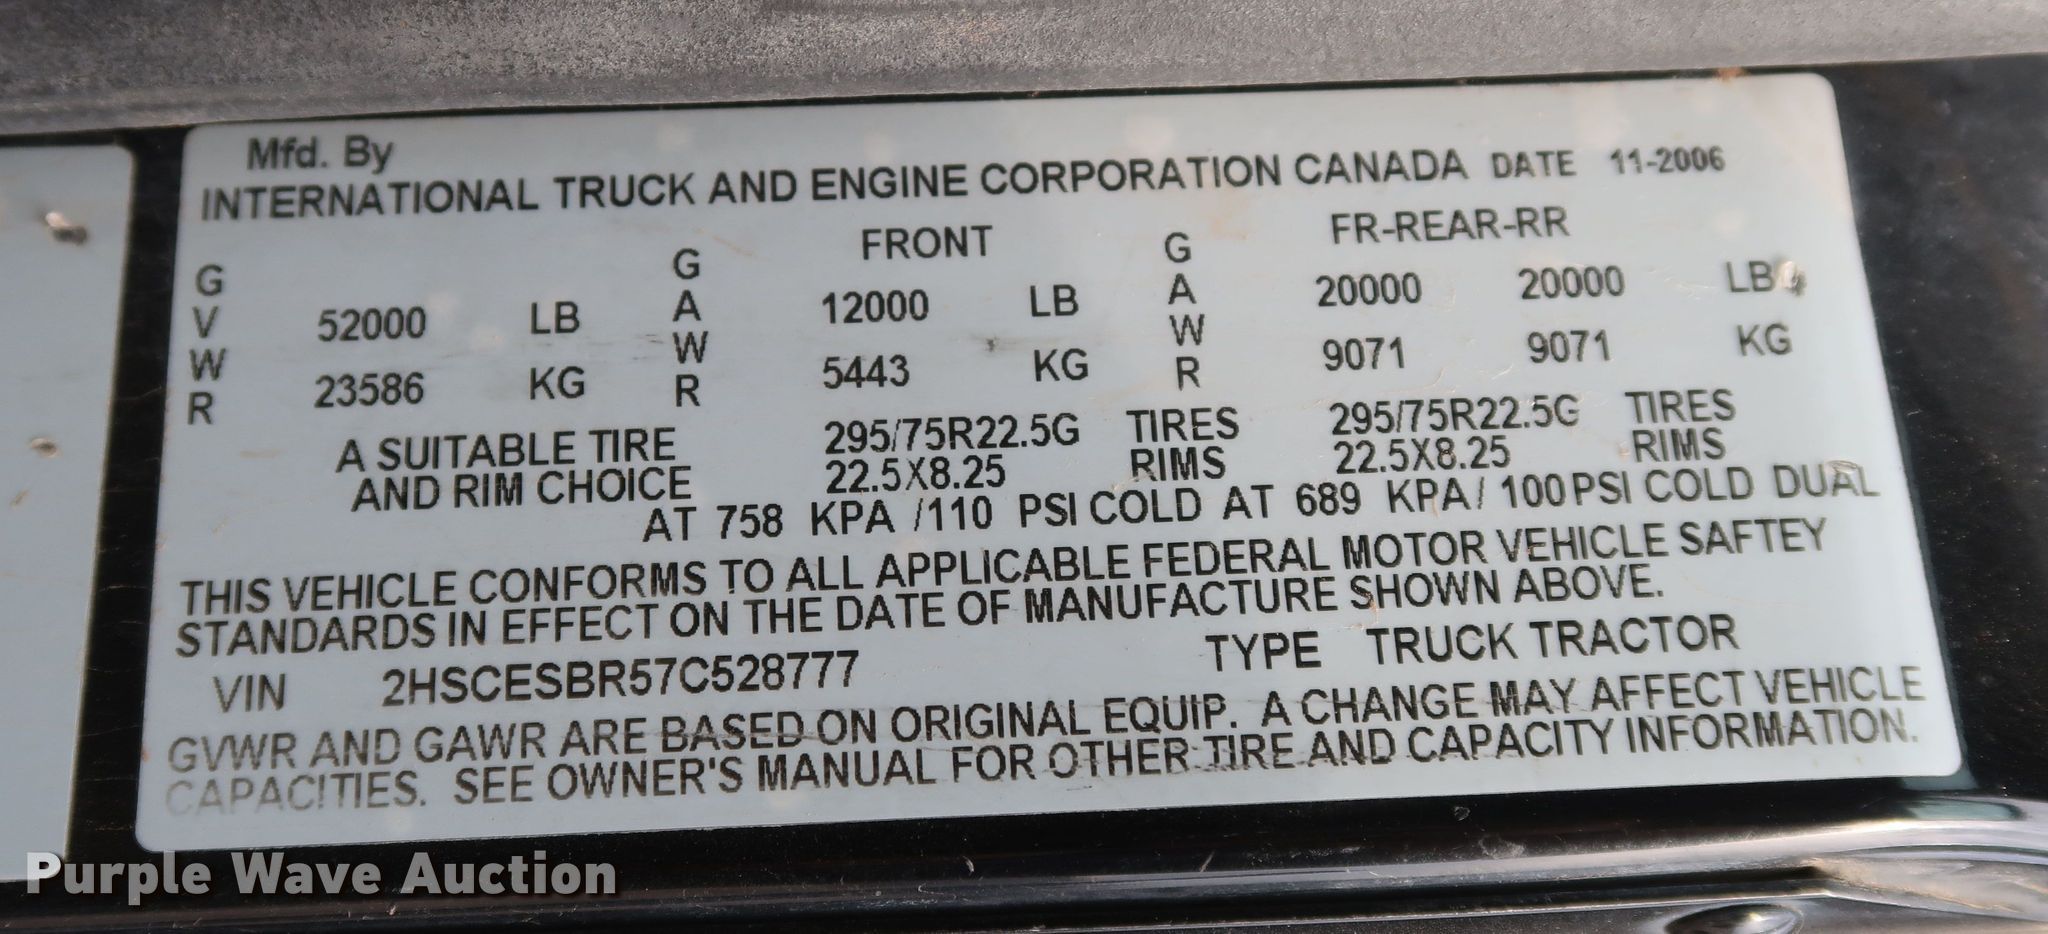 Mfd. By
INTERNATIONAL TRUCK AND ENGINE CORPORATION CANADA DATE 11-2006
GVWR 52000 LB 23586 KG
GAWR FRONT 12000 LB 5443 KG
GAWR FR-REAR-RR 20000 20000 LB 9071 9071 KG
A SUITABLE TIRE 295/75R22.5G TIRES 295/75R22.5G TIRES
AND RIM CHOICE 22.5X8.25 RIMS 22.5X8.25 RIMS
AT 758 KPA /110 PSI COLD AT 689 KPA/ 100PSI COLD DUAL
THIS VEHICLE CONFORMS TO ALL APPLICABLE FEDERAL MOTOR VEHICLE SAFTEY
STANDARDS IN EFFECT ON THE DATE OF MANUFACTURE SHOWN ABOVE.
VIN 2HSCESBR57C528777 TYPE TRUCK TRACTOR
GVWR AND GAWR ARE BASED ON ORIGINAL EQUIP. A CHANGE MAY AFFECT VEHICLE
CAPACITIES. SEE OWNER'S MANUAL FOR OTHER TIRE AND CAPACITY INFORMATION.
Purple Wave Auction